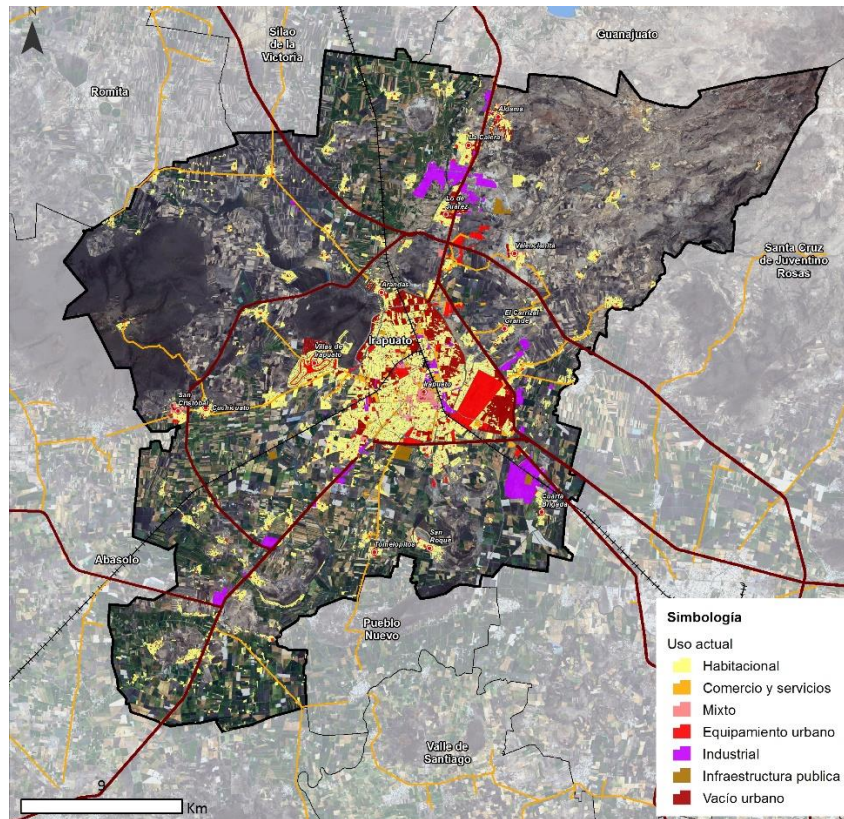 N
Silao
de la
Victoria
Guanajuato
Romita
Aldama
La Calera
Lo de
Juárez
Valencianita
Santa Cruz
de Juventino
Rosas
Arandas
El Carrizal
Grande
Irapuato
Villas de
Irapuato
Irapuato
San
Cristóbal
Cuchicuato
Cuarta
Brigada
San
Roque
Tomelopitos
Abasolo
Pueblo
Nuevo
Valle de
Santiago
Simbología
Uso actual
Habitacional
Comercio y servicios
Mixto
Equipamiento urbano
Industrial
Infraestructura publica
Vacío urbano
9
Km